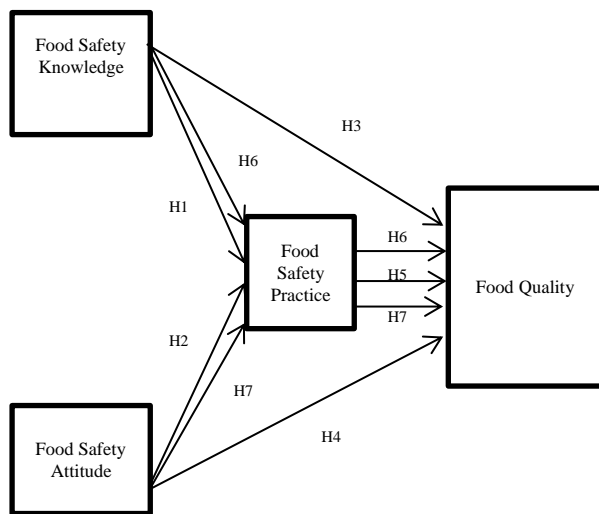 Food Safety
Knowledge
H3
H6
H1
Food
Safety
Practice
H6
H5
H7
Food Quality
H2
H7
H4
Food Safety
Attitude